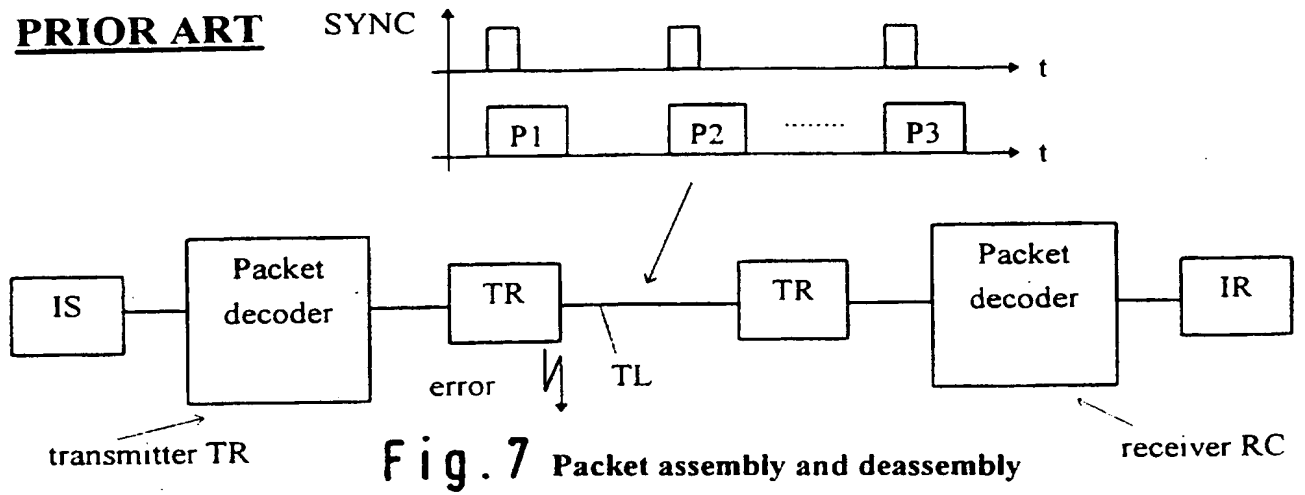 PRIOR ART
SYNC
t
P1 P2 ........ P3
t
IS
Packet
decoder
TR
TR
Packet
decoder
IR
error
TL
transmitter TR
receiver RC
Fig. 7 Packet assembly and deassembly